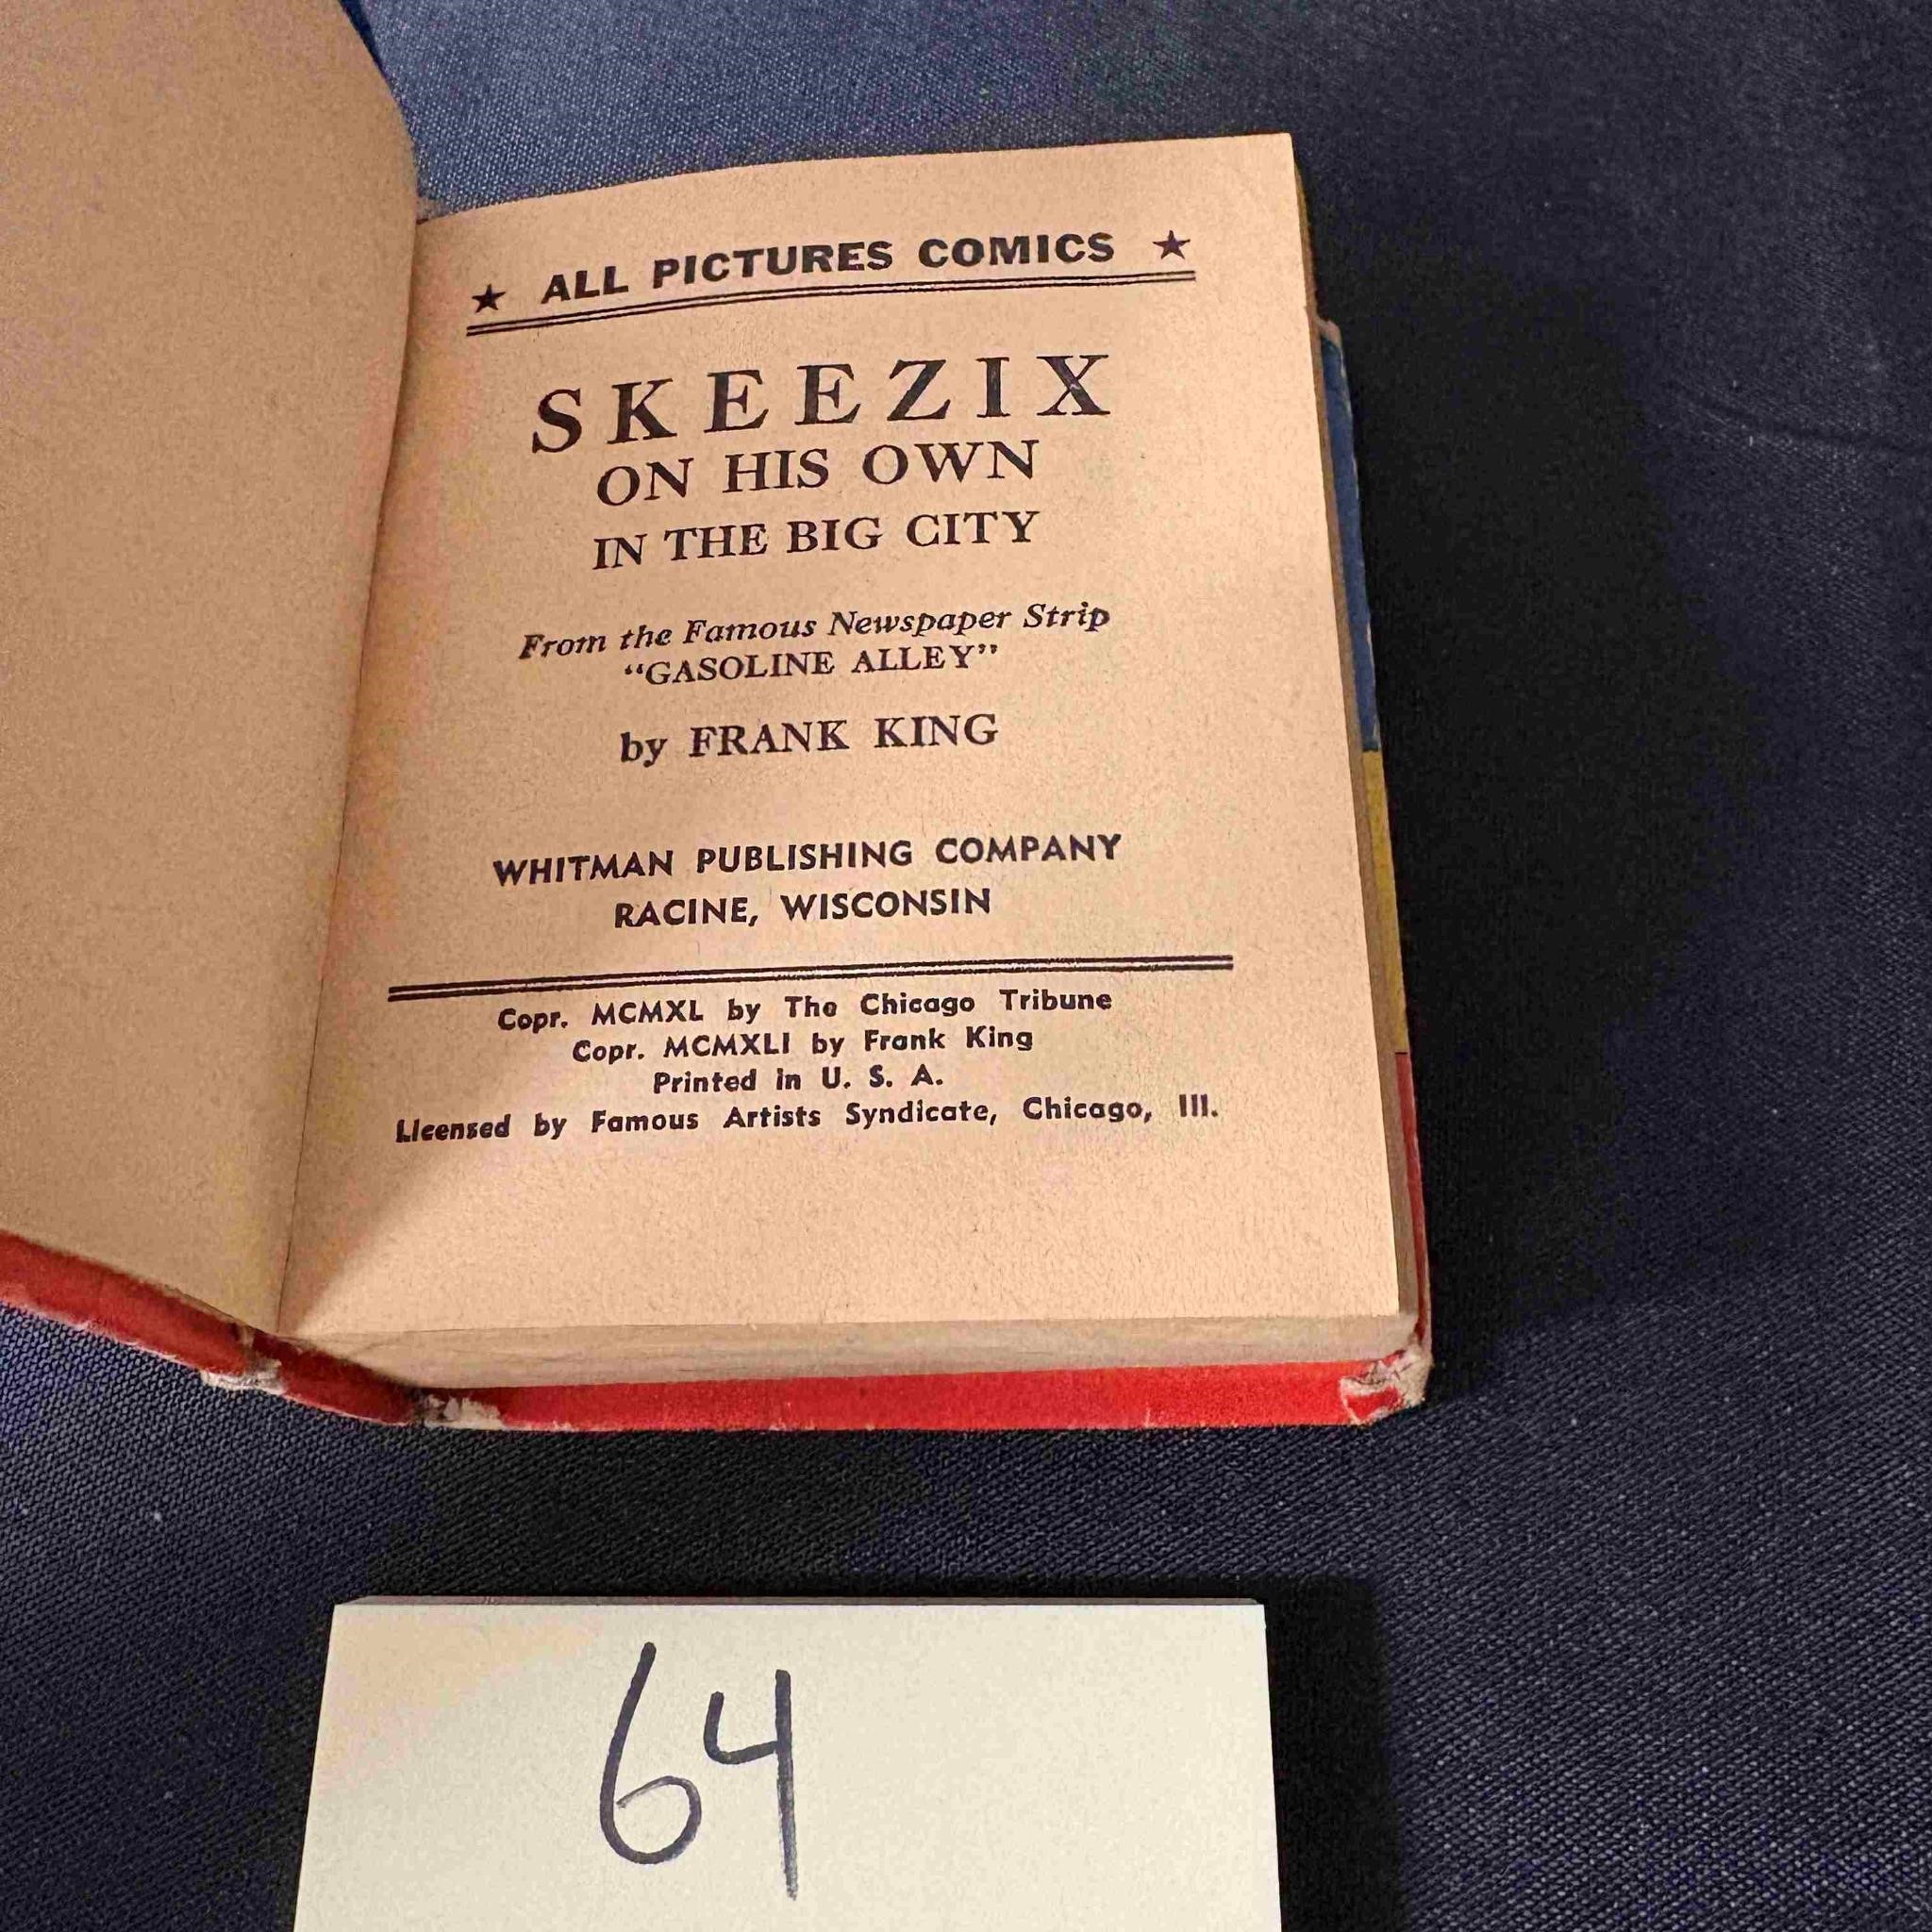 ★ ALL PICTURES COMICS ★
SKEEZIX
ON HIS OWN
IN THE BIG CITY
From the Famous Newspaper Strip
“GASOLINE ALLEY”
by FRANK KING
WHITMAN PUBLISHING COMPANY
RACINE, WISCONSIN
Copr. MCMXL by The Chicago Tribune
Copr. MCMXLI by Frank King
Printed in U. S. A.
Licensed by Famous Artists Syndicate, Chicago, Ill.
64